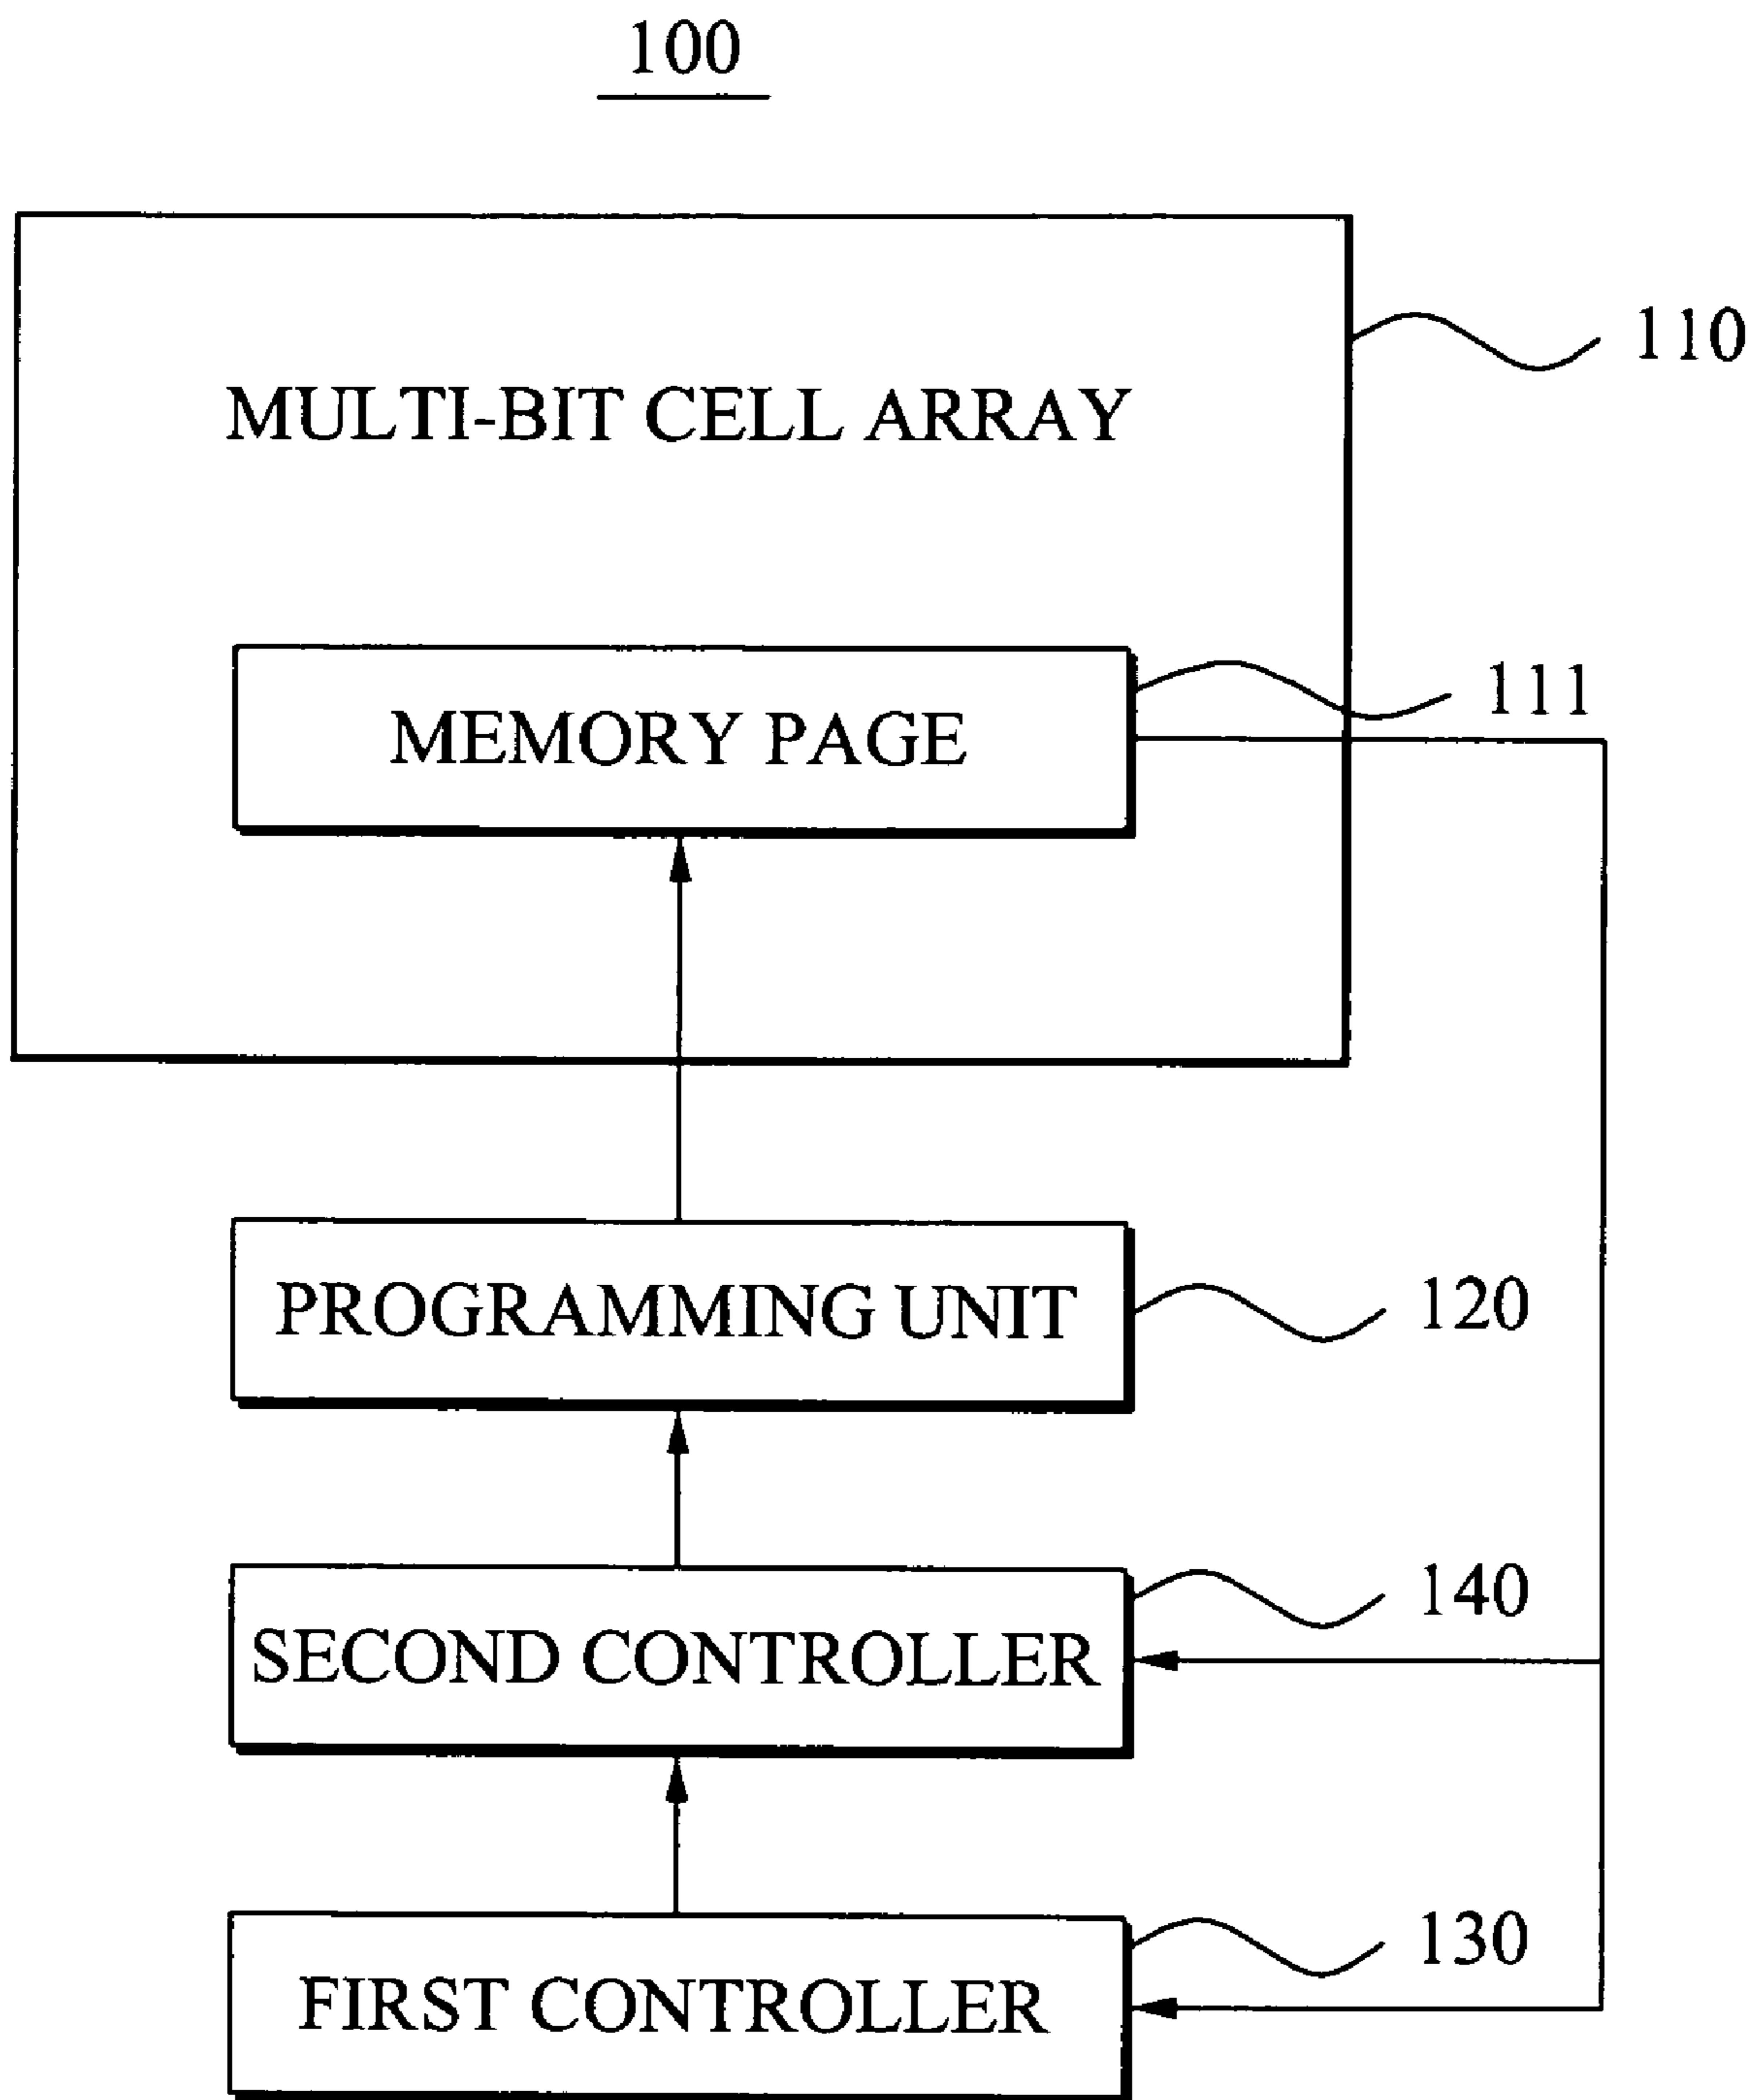 100
110
MULTI-BIT CELL ARRAY
111
MEMORY PAGE
120
PROGRAMMING UNIT
140
SECOND CONTROLLER
130
FIRST CONTROLLER